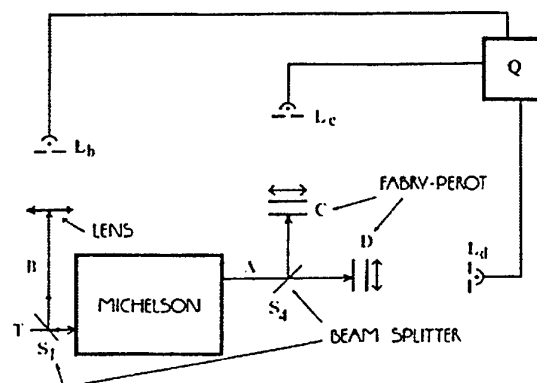 Q
Lb
Lc
FABRY-PEROT
C
D
LENS
Ld
B
A
MICHELSON
T
S1
S4
BEAM SPLITTER